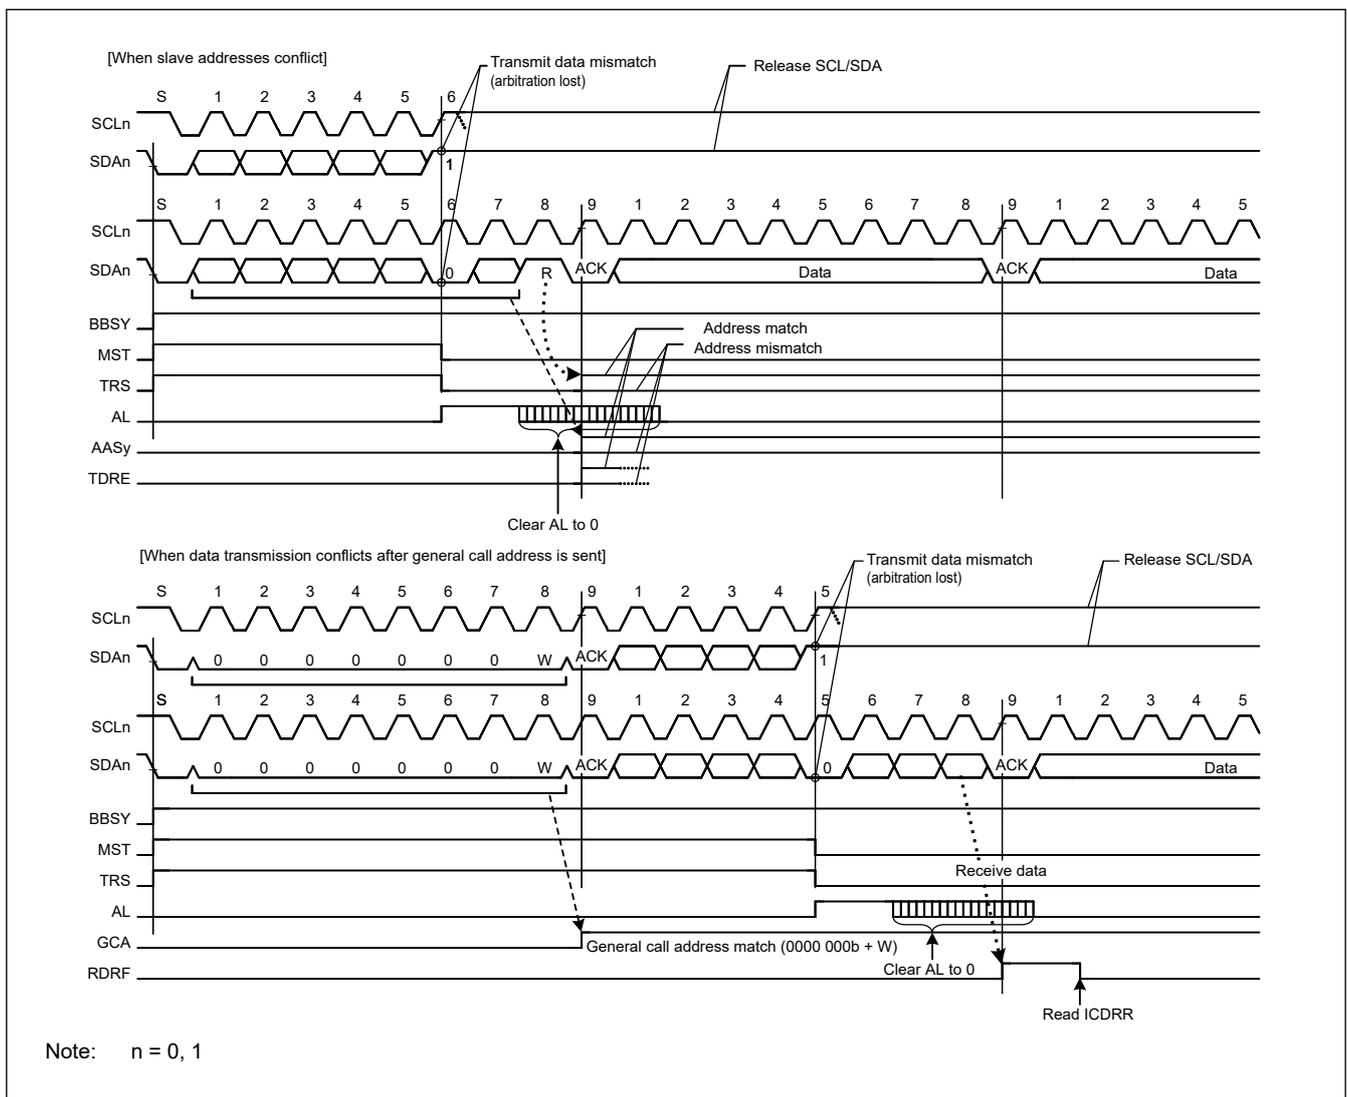 [When slave addresses conflict]
Transmit data mismatch
(arbitration lost)
Release SCL/SDA
S 1 2 3 4 5 6
SCLn
SDAn
1
S 1 2 3 4 5 6 7 8 9 1 2 3 4 5 6 7 8 9 1 2 3 4 5
SCLn
SDAn 0 R ACK Data ACK Data
BBSY
Address match
MST
Address mismatch
TRS
AL
AASy
TDRE
Clear AL to 0
[When data transmission conflicts after general call address is sent]
Transmit data mismatch
(arbitration lost)
Release SCL/SDA
S 1 2 3 4 5 6 7 8 9 1 2 3 4 5
SCLn
SDAn 0 0 0 0 0 0 0 W ACK 1
S 1 2 3 4 5 6 7 8 9 1 2 3 4 5 6 7 8 9 1 2 3 4 5
SCLn
SDAn 0 0 0 0 0 0 0 W ACK 0 ACK Data
BBSY
MST
Receive data
TRS
AL
GCA
General call address match (0000 000b + W)
Clear AL to 0
RDRF
Read ICDRR
Note: n = 0, 1